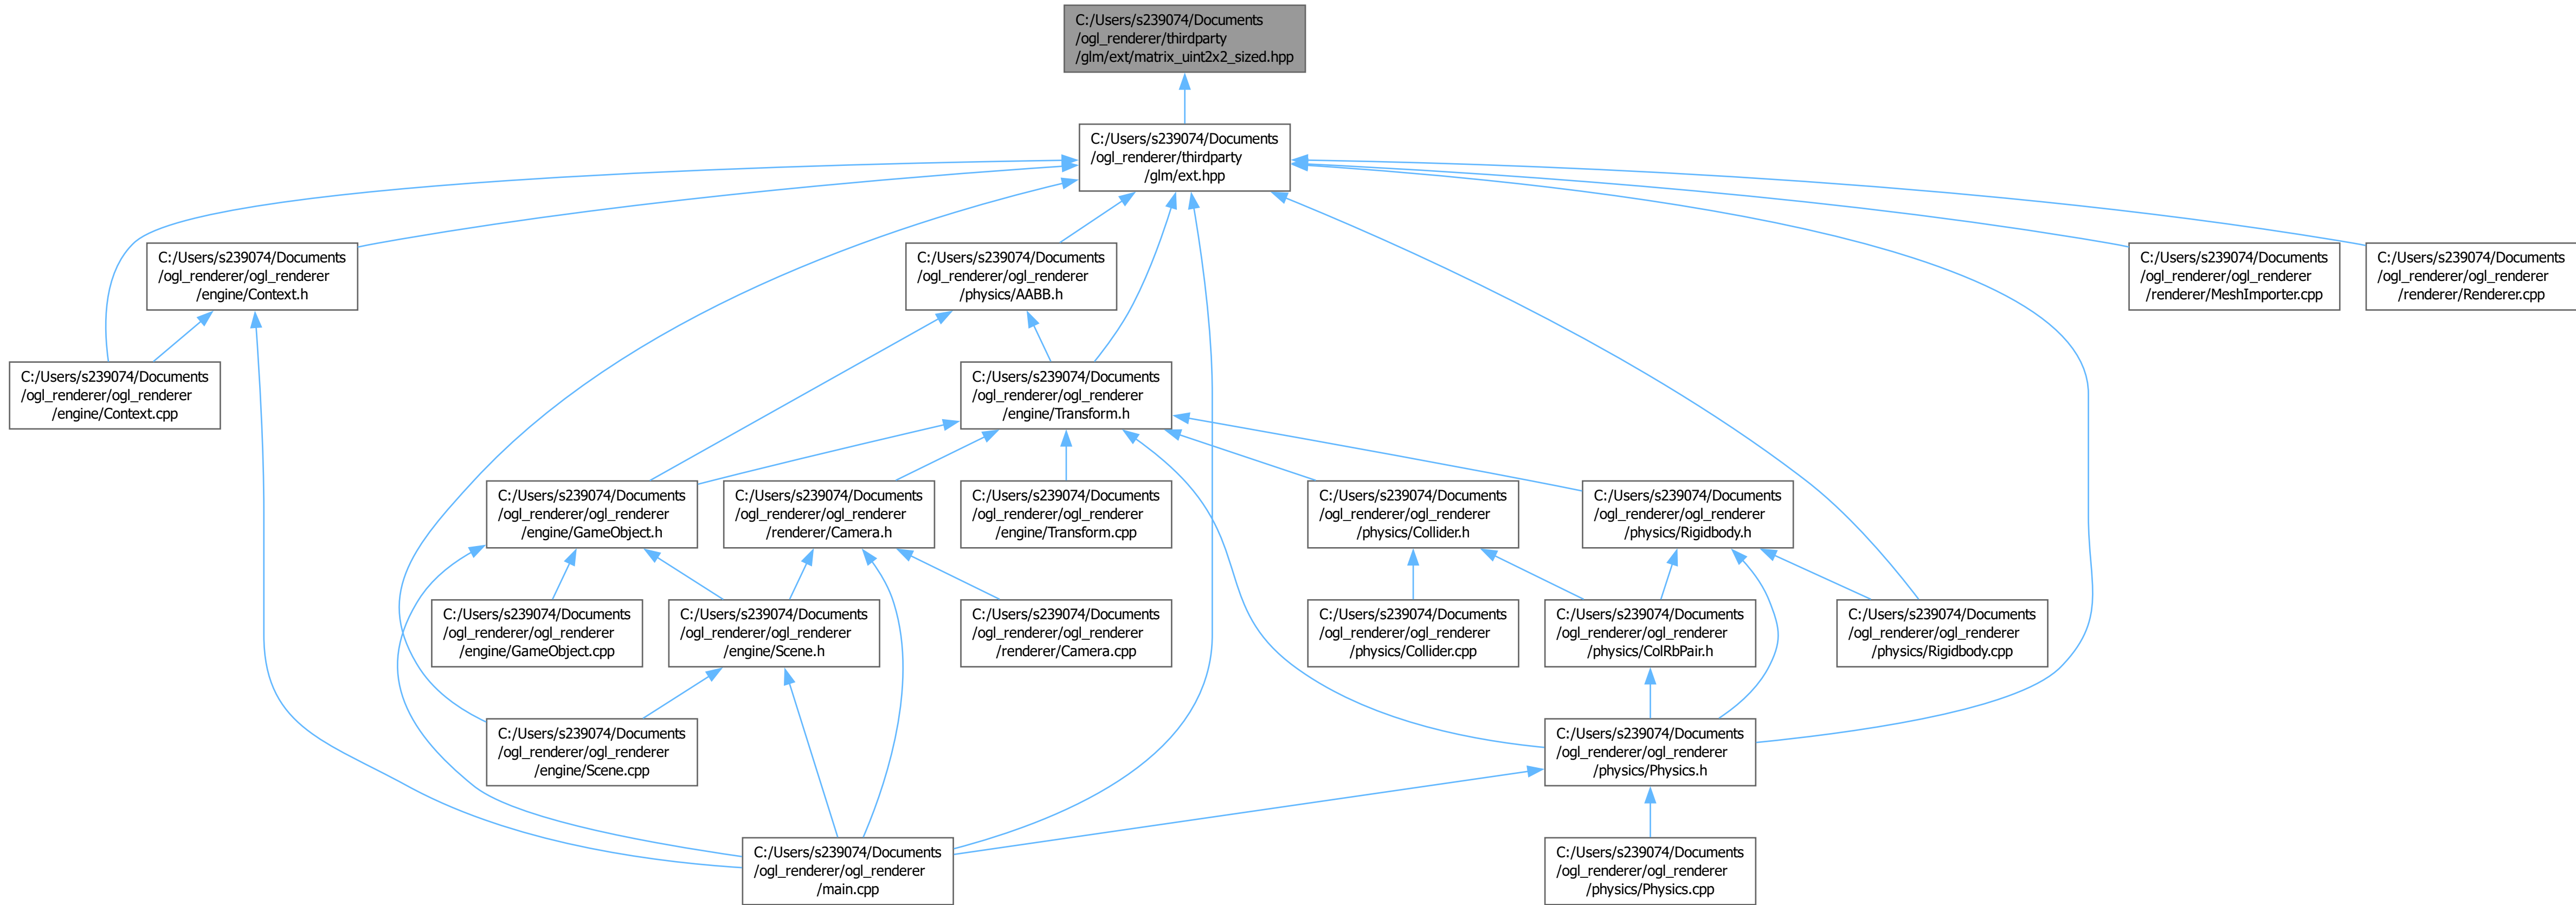 C:/Users/s239074/Documents
/ogl_renderer/thirdparty
/glm/ext/matrix_uint2x2_sized.hpp
C:/Users/s239074/Documents
/ogl_renderer/thirdparty
/glm/ext.hpp
C:/Users/s239074/Documents
/ogl_renderer/ogl_renderer
/engine/Context.h
C:/Users/s239074/Documents
/ogl_renderer/ogl_renderer
/physics/AABB.h
C:/Users/s239074/Documents
/ogl_renderer/ogl_renderer
/renderer/MeshImporter.cpp
C:/Users/s239074/Documents
/ogl_renderer/ogl_renderer
/renderer/Renderer.cpp
C:/Users/s239074/Documents
/ogl_renderer/ogl_renderer
/engine/Context.cpp
C:/Users/s239074/Documents
/ogl_renderer/ogl_renderer
/engine/Transform.h
C:/Users/s239074/Documents
/ogl_renderer/ogl_renderer
/engine/GameObject.h
C:/Users/s239074/Documents
/ogl_renderer/ogl_renderer
/renderer/Camera.h
C:/Users/s239074/Documents
/ogl_renderer/ogl_renderer
/engine/Transform.cpp
C:/Users/s239074/Documents
/ogl_renderer/ogl_renderer
/physics/Collider.h
C:/Users/s239074/Documents
/ogl_renderer/ogl_renderer
/physics/Rigidbody.h
C:/Users/s239074/Documents
/ogl_renderer/ogl_renderer
/engine/GameObject.cpp
C:/Users/s239074/Documents
/ogl_renderer/ogl_renderer
/engine/Scene.h
C:/Users/s239074/Documents
/ogl_renderer/ogl_renderer
/renderer/Camera.cpp
C:/Users/s239074/Documents
/ogl_renderer/ogl_renderer
/physics/Collider.cpp
C:/Users/s239074/Documents
/ogl_renderer/ogl_renderer
/physics/ColRbPair.h
C:/Users/s239074/Documents
/ogl_renderer/ogl_renderer
/physics/Rigidbody.cpp
C:/Users/s239074/Documents
/ogl_renderer/ogl_renderer
/engine/Scene.cpp
C:/Users/s239074/Documents
/ogl_renderer/ogl_renderer
/physics/Physics.h
C:/Users/s239074/Documents
/ogl_renderer/ogl_renderer
/main.cpp
C:/Users/s239074/Documents
/ogl_renderer/ogl_renderer
/physics/Physics.cpp